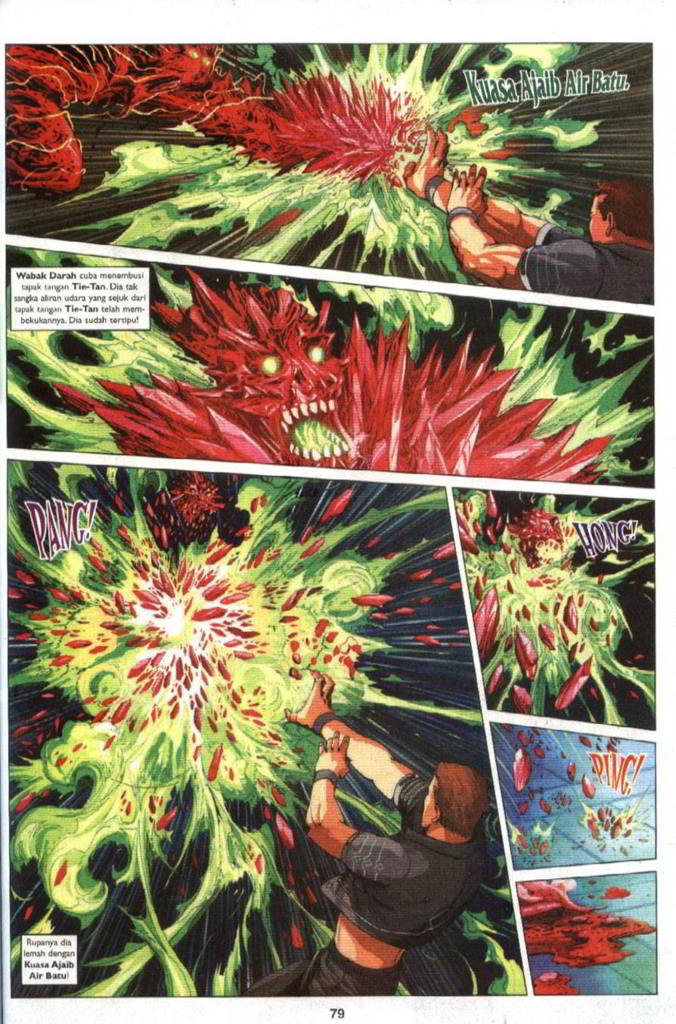 Kuasa Ajaib Air Batu.
Wabak Darah cuba menembusi
tapak tangan Tie-Tan. Dia tak
sangka aliran udara yang sejuk dari
tapak tangan Tie-Tan telah mem-
bekukannya. Dia sudah tertipu!
PANG!
HONG!
PING!
Rupanya dia
lemah dengan
Kuasa Ajaib
Air Batu!
79